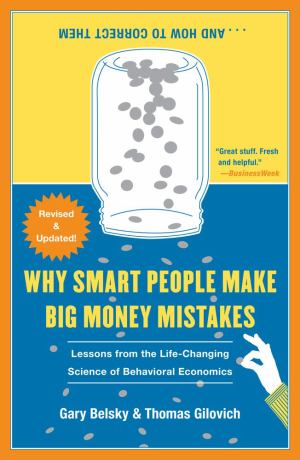 . . . AND HOW TO CORRECT THEM
"Great stuff. Fresh
and helpful."
—BusinessWeek
Revised
& Updated!
WHY SMART PEOPLE MAKE
BIG MONEY MISTAKES
Lessons from the Life-Changing
Science of Behavioral Economics
Gary Belsky & Thomas Gilovich